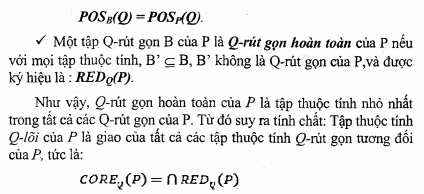 POS_B(Q) = POS_P(Q).
✓ Một tập Q-rút gọn B của P là Q-rút gọn hoàn toàn của P nếu
với mọi tập thuộc tính, B' ⊆ B, B' không là Q-rút gọn của P,và được
ký hiệu là : RED_Q(P).
Như vậy, Q-rút gọn hoàn toàn của P là tập thuộc tính nhỏ nhất
trong tất cả các Q-rút gọn của P. Từ đó suy ra tính chất: Tập thuộc tính
Q-lõi của P là giao của tất cả các tập thuộc tính Q-rút gọn tương đối
của P, tức là:
CORE_Q(P) = ∩ RED_Q(P)